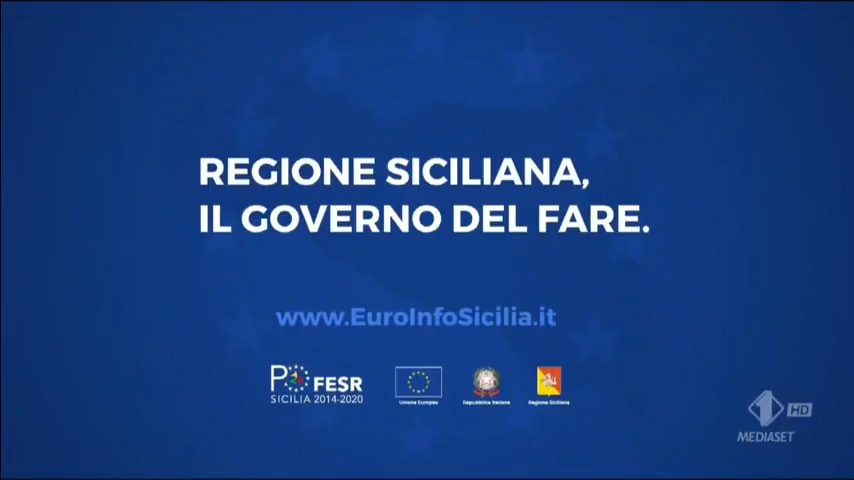 REGIONE SICILIANA,
IL GOVERNO DEL FARE.
www.EuroInfoSicilia.it
PO FESR
SICILIA 2014-2020
Unione Europea
Repubblica Italiana
Regione Siciliana
1 HD
MEDIASET